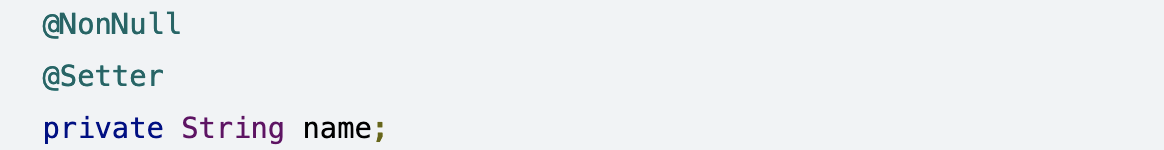 @NonNull
@Setter
private String name;